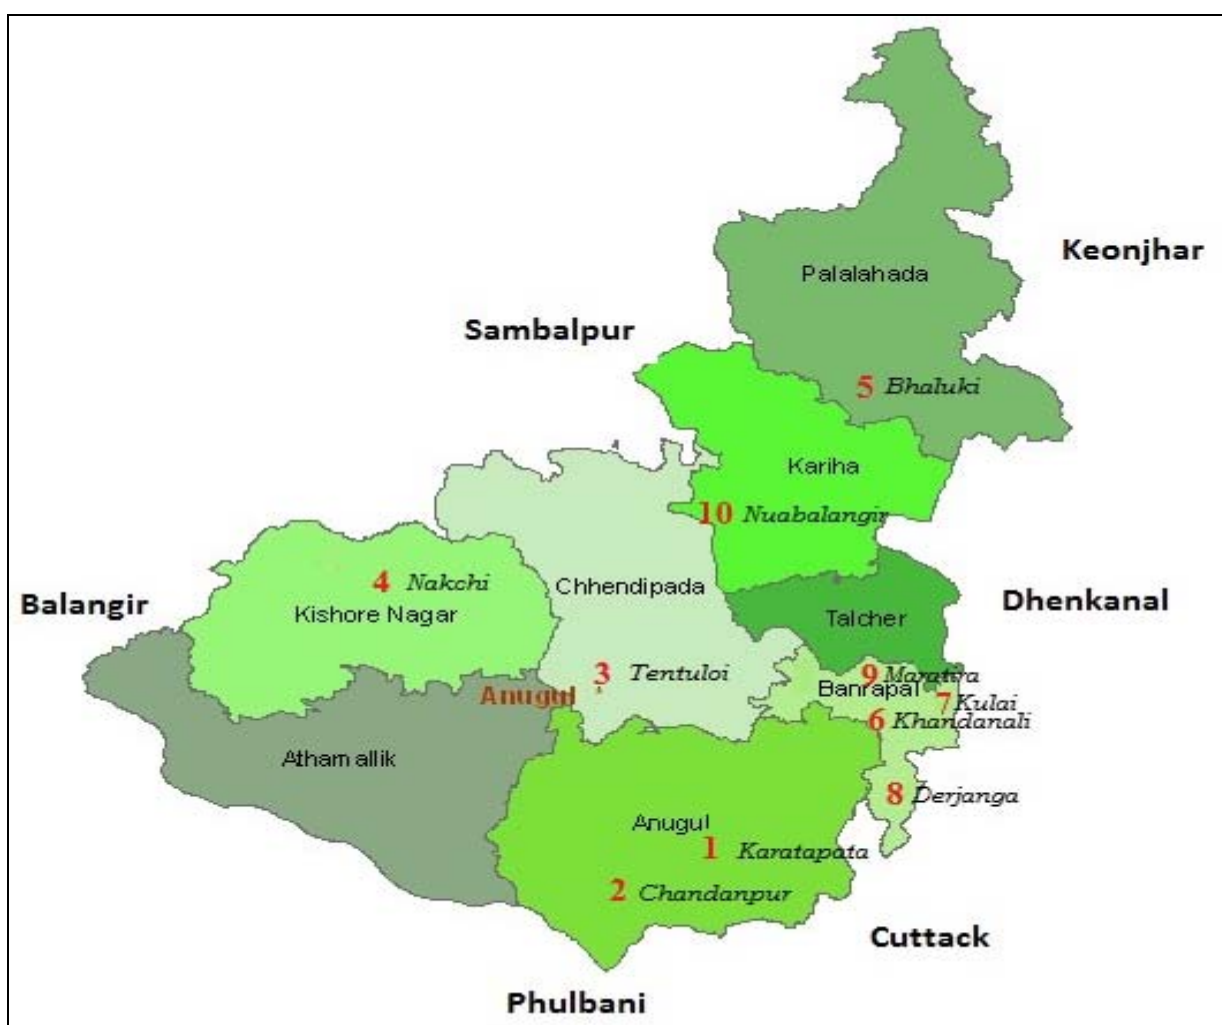 Keonjhar
Palalahada
Sambalpur
5 Bhaluki
Kariha
10 Nuabalangir
4 Nakchi
Chhendipada
Balangir
Kishore Nagar
Dhenkanal
Talcher
3 Tentuloi
9 Maratira
Anugul
Banrapal
7 Kulai
6 Khandanali
Athamallik
8 Derjanga
Anugul
1 Karatapata
2 Chandanpur
Cuttack
Phulbani